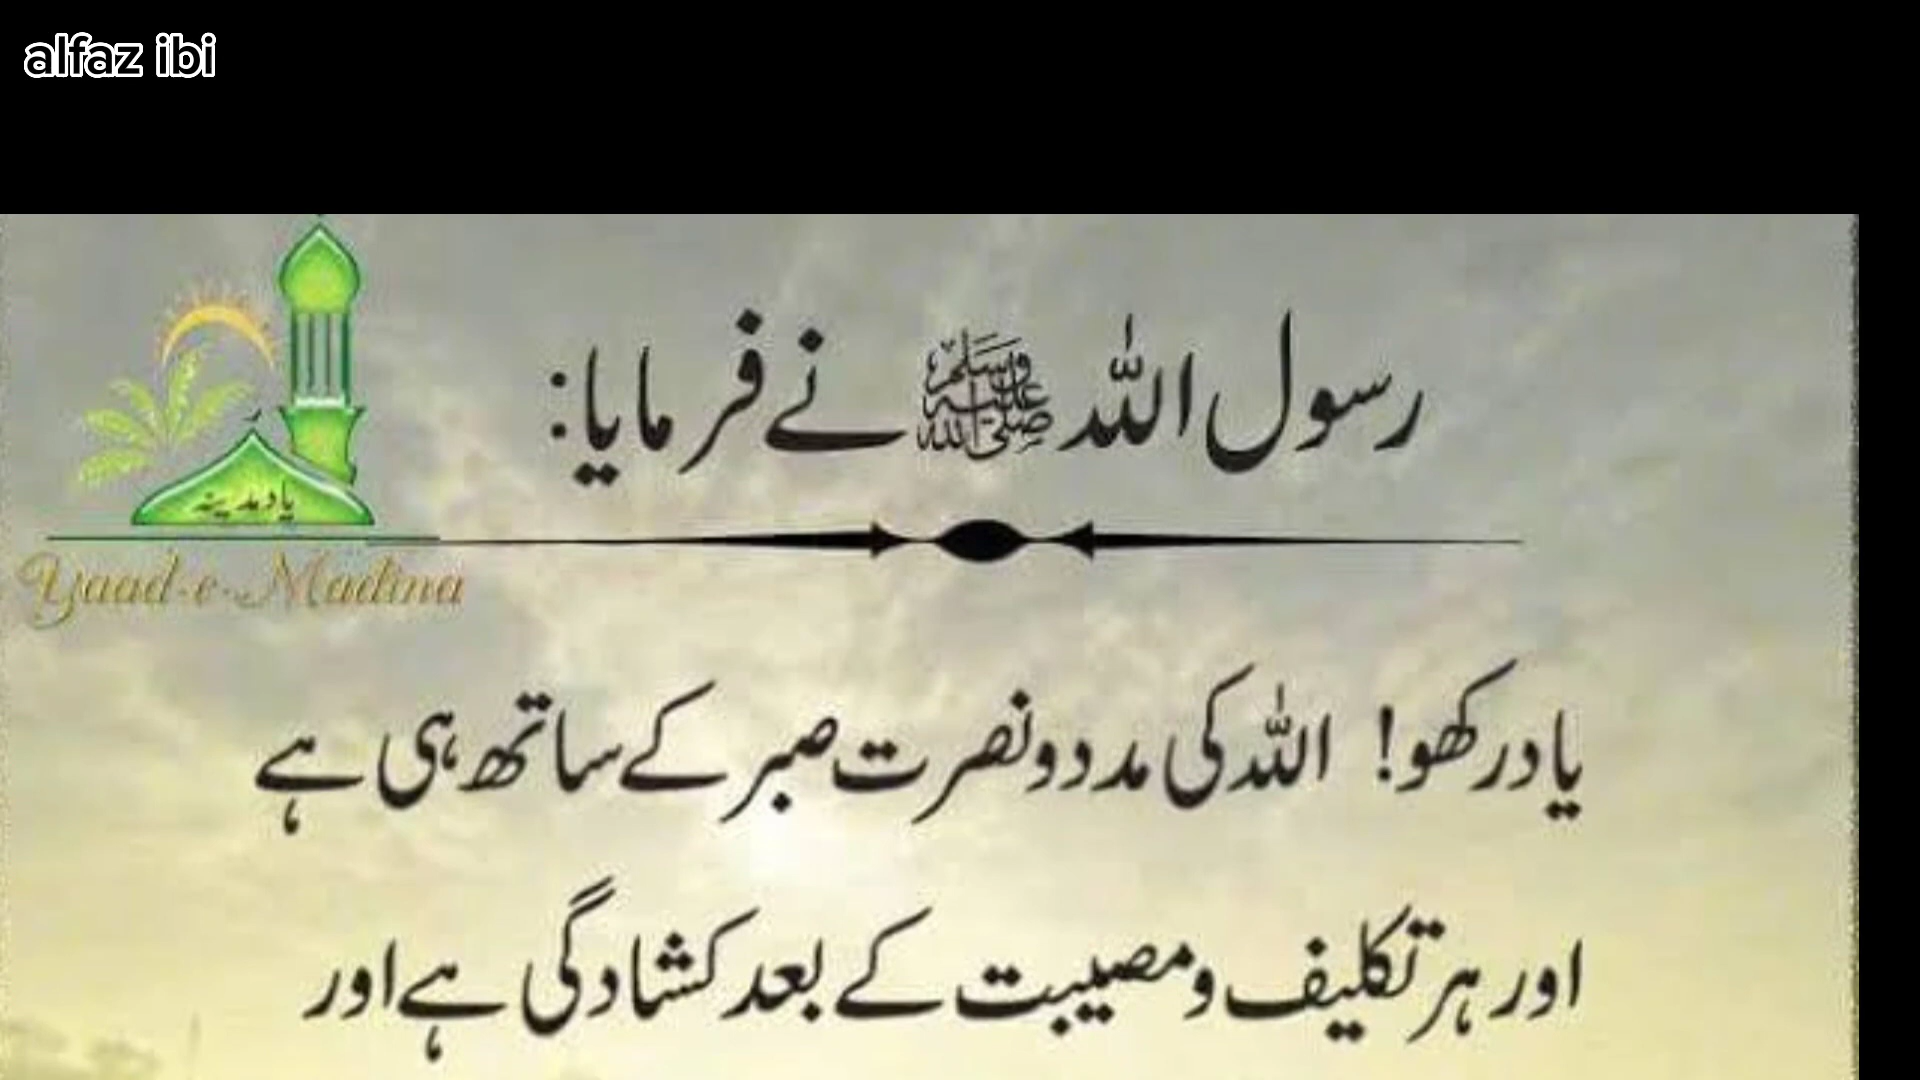 alfaz ibi
رسول اللہ ﷺ نے فرمایا:
یاد مدینہ
Yaad-e-Madina
یاد رکھو! اللہ کی مدد و نصرت صبر کے ساتھ ہی ہے
اور ہر تکلیف و مصیبت کے بعد کشادگی ہے اور